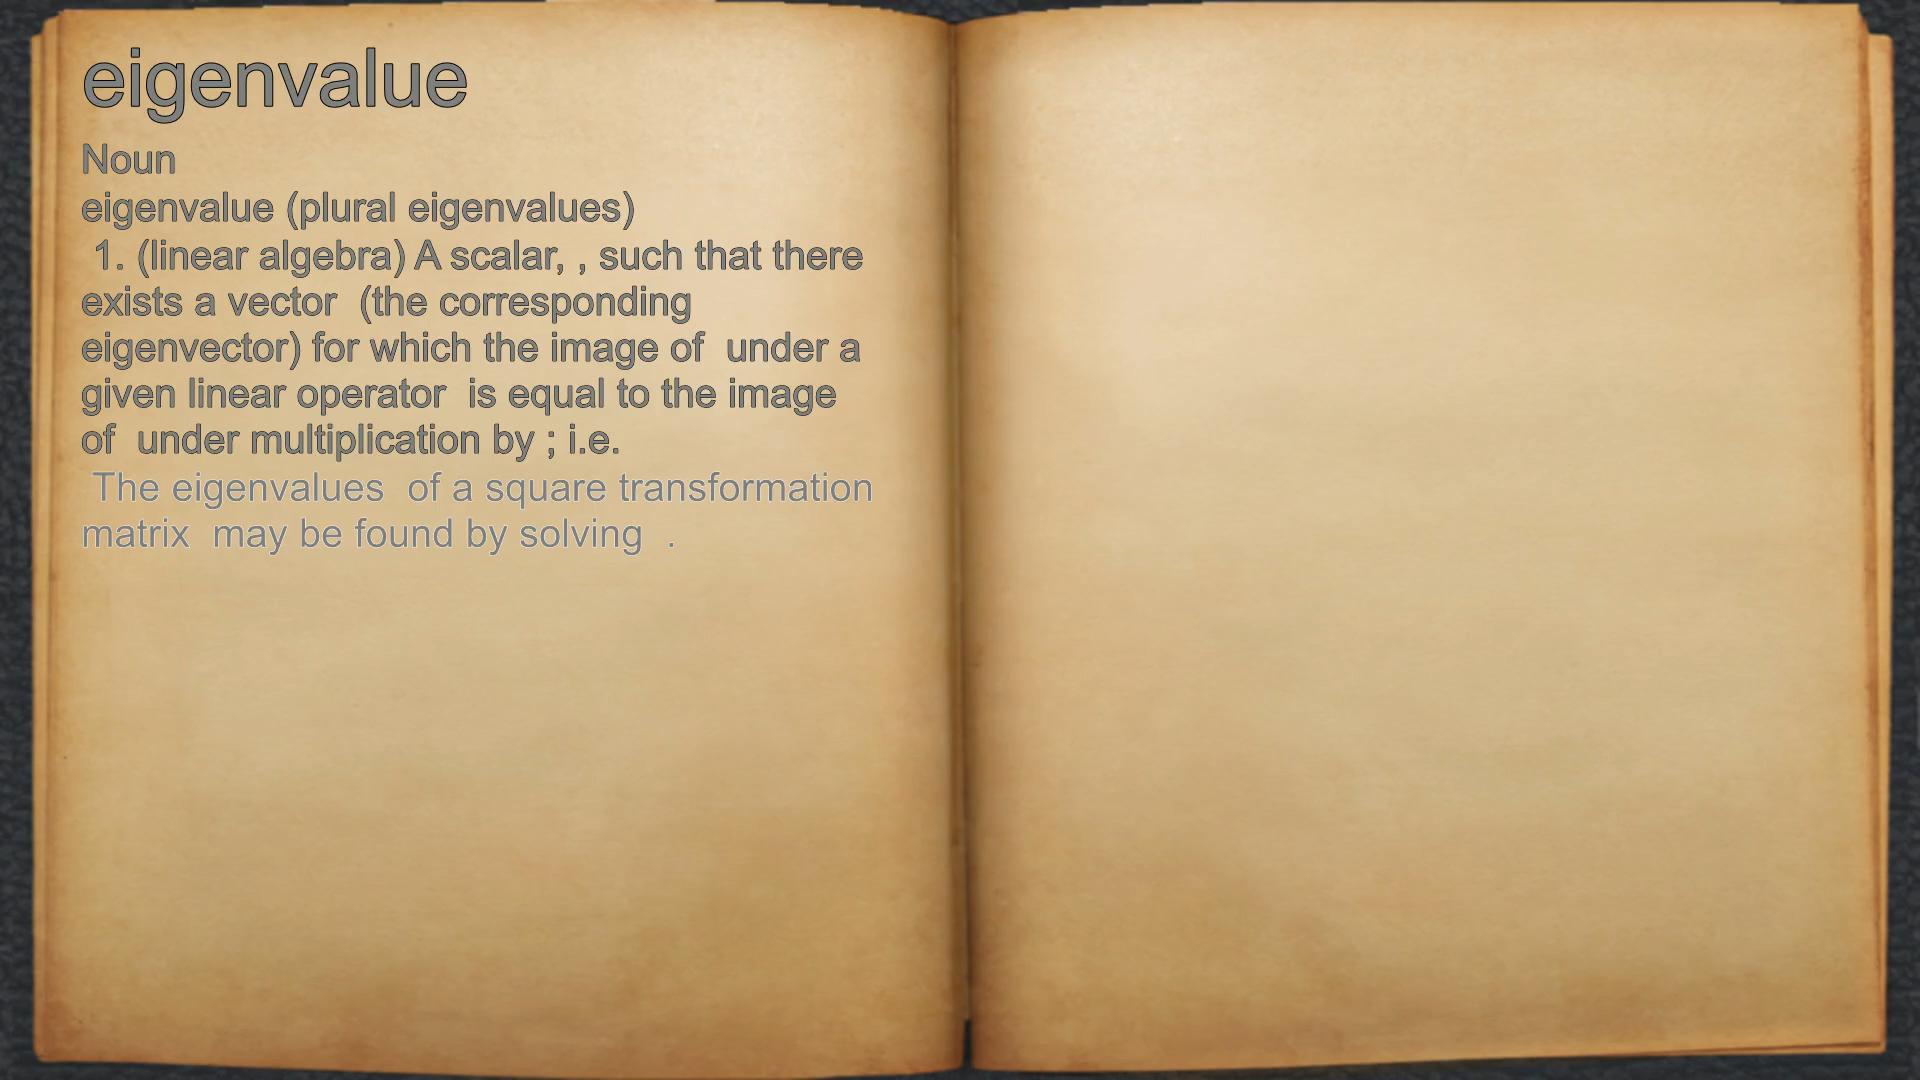 eigenvalue
Noun
eigenvalue (plural eigenvalues)
1. (linear algebra) A scalar, , such that there
exists a vector  (the corresponding
eigenvector) for which the image of  under a
given linear operator  is equal to the image
of  under multiplication by ; i.e.
The eigenvalues  of a square transformation
matrix  may be found by solving  .